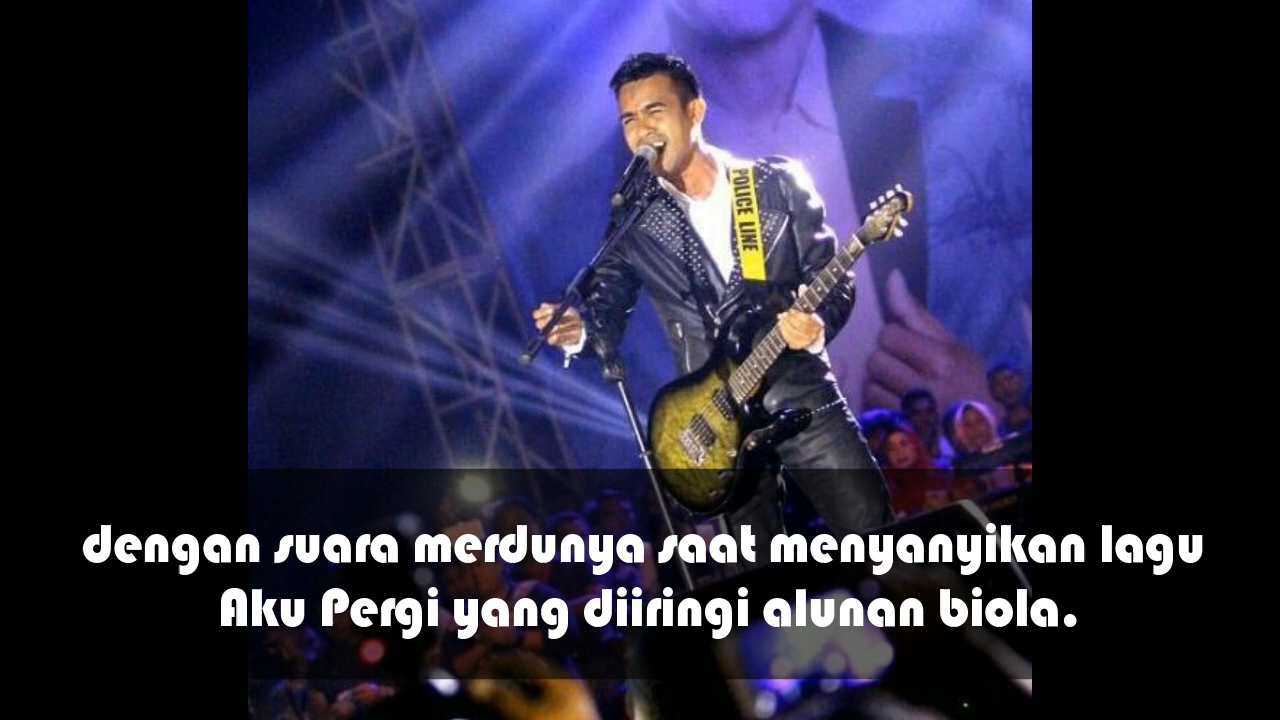 POLICE LINE
dengan suara merdunya saat menyanyikan lagu
Aku Pergi yang diiringi alunan biola.